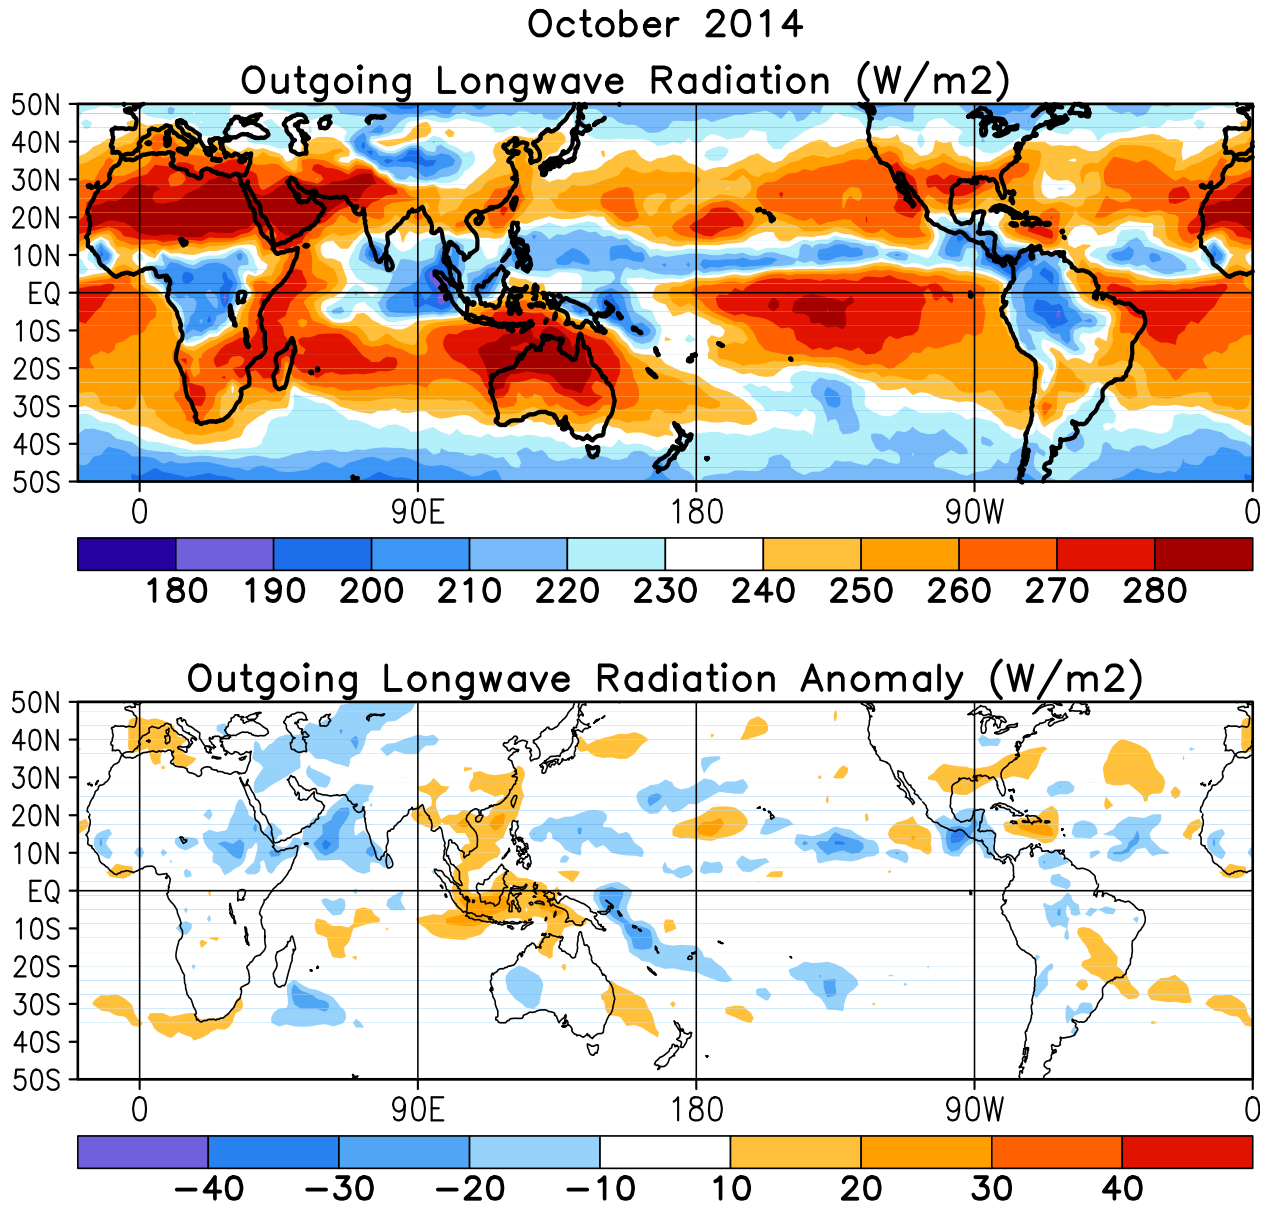 October 2014
Outgoing Longwave Radiation (W/m2)
50N
40N
30N
20N
10N
EQ
10S
20S
30S
40S
50S
0 90E 180 90W 0
180 190 200 210 220 230 240 250 260 270 280
Outgoing Longwave Radiation Anomaly (W/m2)
50N
40N
30N
20N
10N
EQ
10S
20S
30S
40S
50S
0 90E 180 90W 0
−40 −30 −20 −10 10 20 30 40